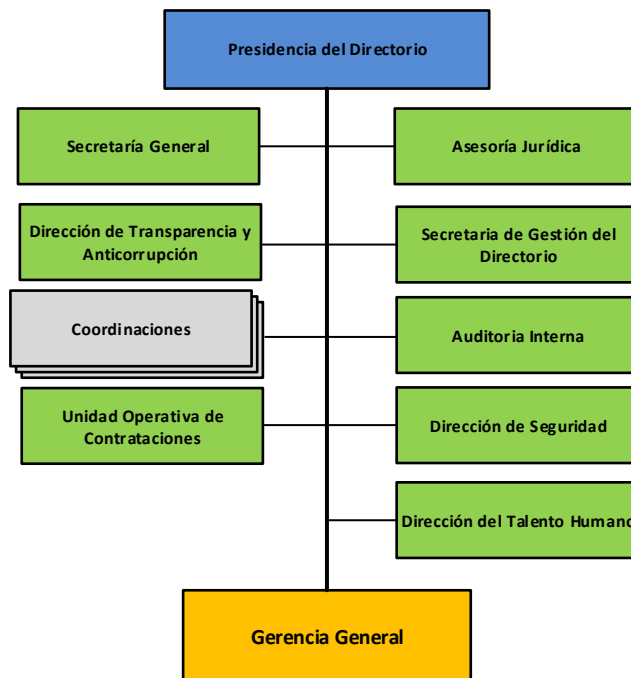 Presidencia del Directorio
Secretaría General
Asesoría Jurídica
Dirección de Transparencia y
Anticorrupción
Secretaria de Gestión del
Directorio
Coordinaciones
Auditoria Interna
Unidad Operativa de
Contrataciones
Dirección de Seguridad
Dirección del Talento Humano
Gerencia General